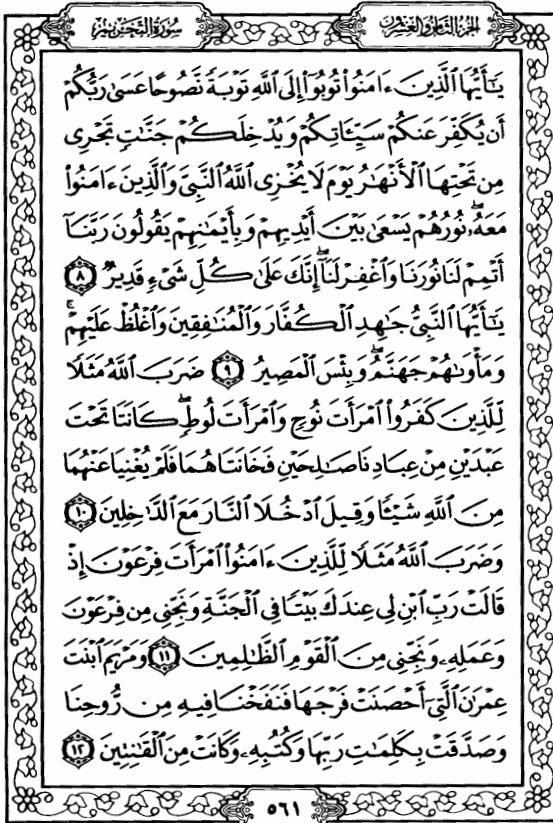 الجزء الثامن والعشرون
سورة التحريم
يَٰٓأَيُّهَا ٱلَّذِينَ ءَامَنُوا۟ تُوبُوٓا۟ إِلَى ٱللَّهِ تَوْبَةً نَّصُوحًا عَسَىٰ رَبُّكُمْ
أَن يُكَفِّرَ عَنكُمْ سَيِّـَٔاتِكُمْ وَيُدْخِلَكُمْ جَنَّٰتٍ تَجْرِى
مِن تَحْتِهَا ٱلْأَنْهَٰرُ يَوْمَ لَا يُخْزِى ٱللَّهُ ٱلنَّبِىَّ وَٱلَّذِينَ ءَامَنُوا۟
مَعَهُۥ ۖ نُورُهُمْ يَسْعَىٰ بَيْنَ أَيْدِيهِمْ وَبِأَيْمَٰنِهِمْ يَقُولُونَ رَبَّنَآ
أَتْمِمْ لَنَا نُورَنَا وَٱغْفِرْ لَنَآ ۖ إِنَّكَ عَلَىٰ كُلِّ شَىْءٍ قَدِيرٌ ٨
يَٰٓأَيُّهَا ٱلنَّبِىُّ جَٰهِدِ ٱلْكُفَّارَ وَٱلْمُنَٰفِقِينَ وَٱغْلُظْ عَلَيْهِمْ ۚ
وَمَأْوَىٰهُمْ جَهَنَّمُ ۖ وَبِئْسَ ٱلْمَصِيرُ ٩ ضَرَبَ ٱللَّهُ مَثَلًا
لِّلَّذِينَ كَفَرُوا۟ ٱمْرَأَتَ نُوحٍ وَٱمْرَأَتَ لُوطٍ ۖ كَانَتَا تَحْتَ
عَبْدَيْنِ مِنْ عِبَادِنَا صَٰلِحَيْنِ فَخَانَتَاهُمَا فَلَمْ يُغْنِيَا عَنْهُمَا
مِنَ ٱللَّهِ شَيْـًٔا وَقِيلَ ٱدْخُلَا ٱلنَّارَ مَعَ ٱلدَّٰخِلِينَ ١٠
وَضَرَبَ ٱللَّهُ مَثَلًا لِّلَّذِينَ ءَامَنُوا۟ ٱمْرَأَتَ فِرْعَوْنَ إِذْ
قَالَتْ رَبِّ ٱبْنِ لِى عِندَكَ بَيْتًا فِى ٱلْجَنَّةِ وَنَجِّنِى مِن فِرْعَوْنَ
وَعَمَلِهِۦ وَنَجِّنِى مِنَ ٱلْقَوْمِ ٱلظَّٰلِمِينَ ١١ وَمَرْيَمَ ٱبْنَتَ
عِمْرَٰنَ ٱلَّتِىٓ أَحْصَنَتْ فَرْجَهَا فَنَفَخْنَا فِيهِ مِن رُّوحِنَا
وَصَدَّقَتْ بِكَلِمَٰتِ رَبِّهَا وَكُتُبِهِۦ وَكَانَتْ مِنَ ٱلْقَٰنِتِينَ ١٢
٥٦١